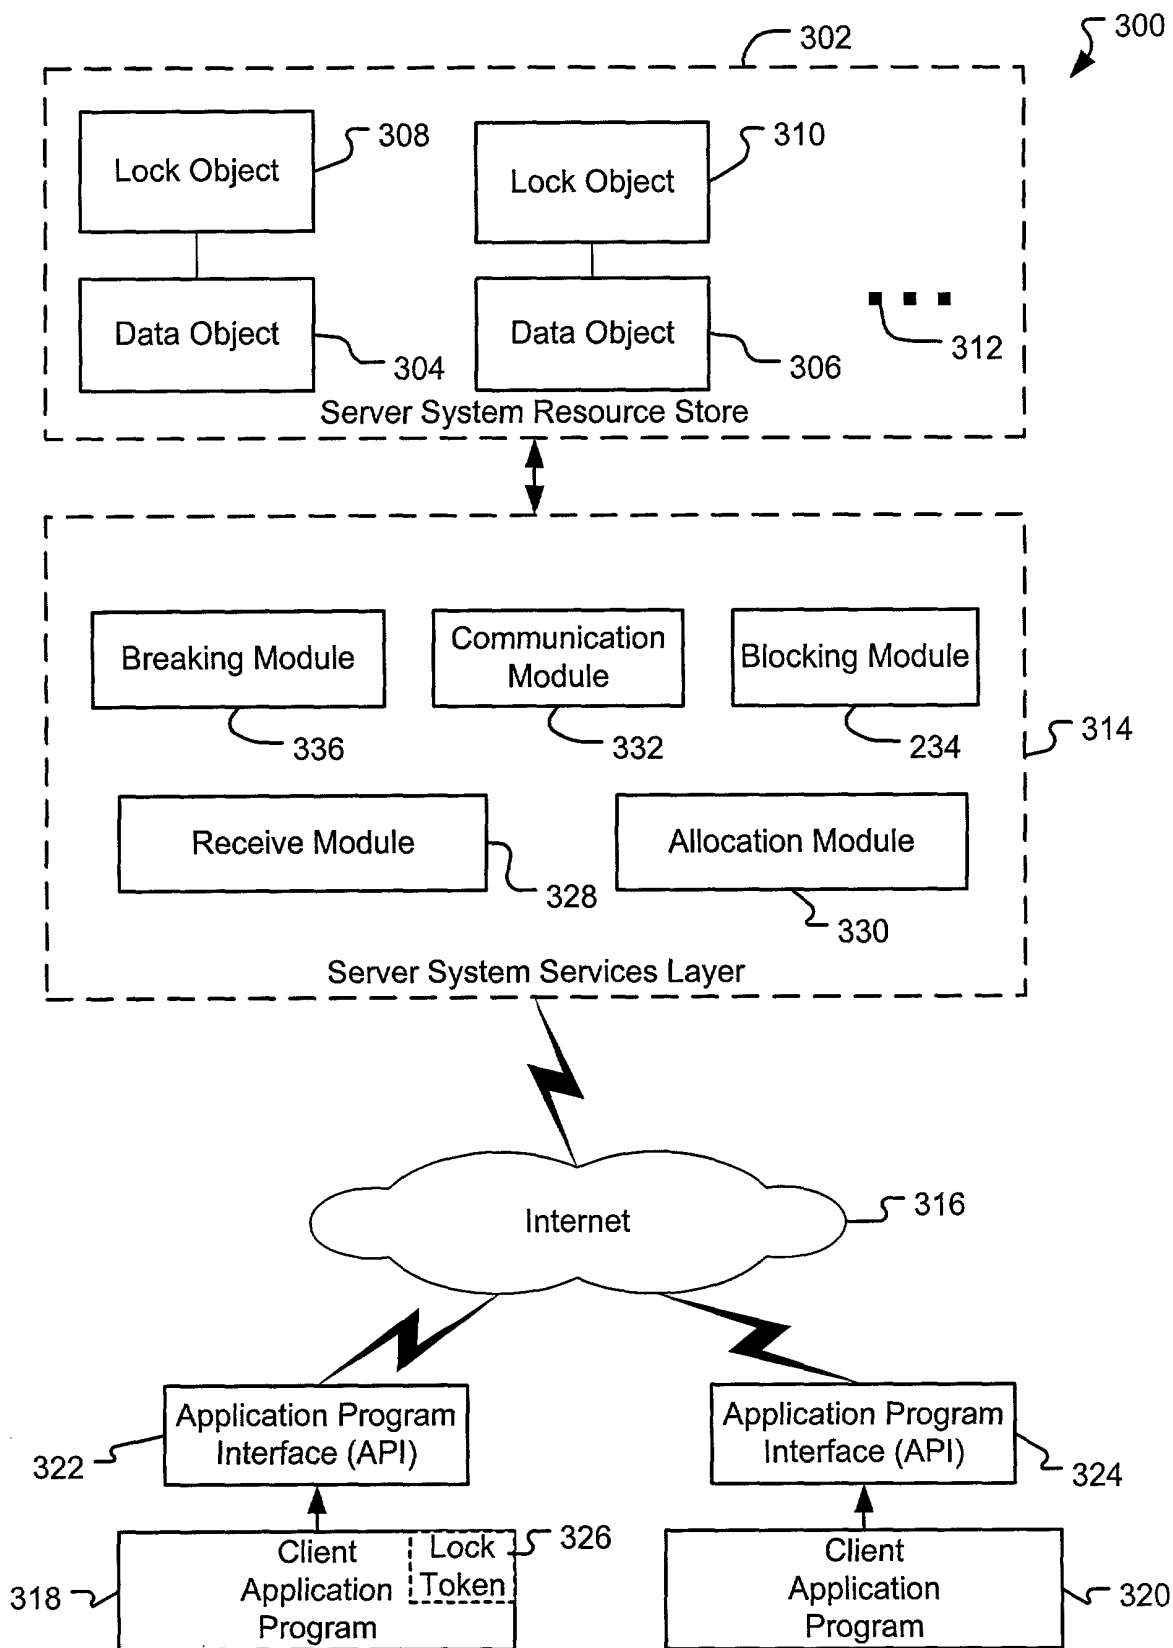 300
302
Lock Object
308
Lock Object
310
Data Object
304
Data Object
306
312
Server System Resource Store
Breaking Module
336
Communication
Module
332
Blocking Module
234
314
Receive Module
328
Allocation Module
330
Server System Services Layer
Internet
316
Application Program
Interface (API)
322
Application Program
Interface (API)
324
Client
Application
Program
318
Lock
Token
326
Client
Application
Program
320